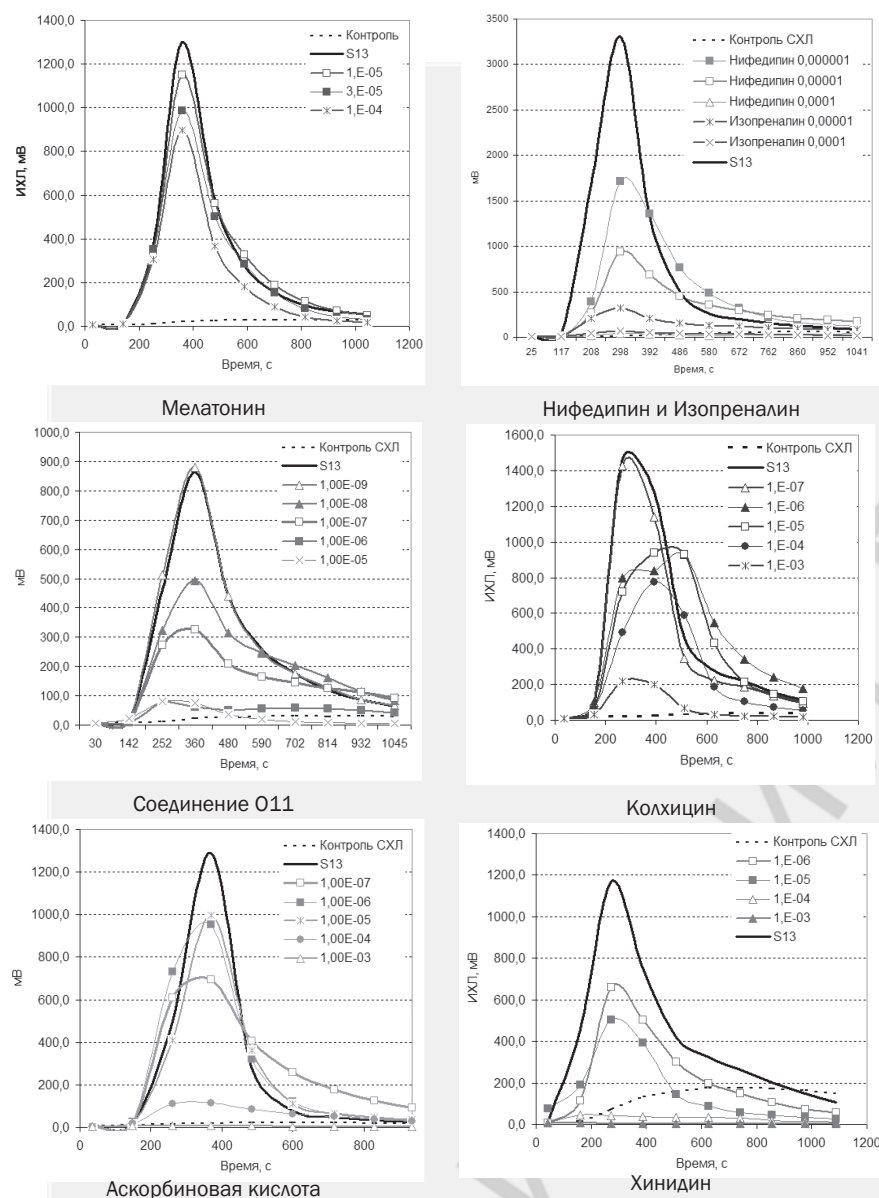 1400,0
1200,0
1000,0
800,0
600,0
400,0
200,0
0,0
ИХЛ, мВ
0 200 400 600 800 1000 1200
Время, с
Контроль
S13
1,E-05
3,E-05
1,E-04
Мелатонин
3500
3000
2500
2000
1500
1000
500
0
мВ
25 117 208 298 392 486 580 672 762 860 952 1041
Время, с
Контроль СХЛ
Нифедипин 0,000001
Нифедипин 0,00001
Нифедипин 0,0001
Изопреналин 0,00001
Изопреналин 0,0001
S13
Нифедипин и Изопреналин
1000,0
900,0
800,0
700,0
600,0
500,0
400,0
300,0
200,0
100,0
0,0
мВ
30 142 252 360 480 590 702 814 932 1045
Время, с
Контроль СХЛ
S13
1,00E-09
1,00E-08
1,00E-07
1,00E-06
1,00E-05
Соединение О11
1600,0
1400,0
1200,0
1000,0
800,0
600,0
400,0
200,0
0,0
ИХЛ, мВ
0 200 400 600 800 1000 1200
Время, с
Контроль СХЛ
S13
1,E-07
1,E-06
1,E-05
1,E-04
1,E-03
Колхицин
1400,0
1200,0
1000,0
800,0
600,0
400,0
200,0
0,0
мВ
0 200 400 600 800
Время, с
Контроль СХЛ
S13
1,00E-07
1,00E-06
1,00E-05
1,00E-04
1,00E-03
Аскорбиновая кислота
1400,0
1200,0
1000,0
800,0
600,0
400,0
200,0
0,0
ИХЛ, мВ
0 200 400 600 800 1000 1200
Время, с
Контроль СХЛ
1,E-06
1,E-05
1,E-04
1,E-03
S13
Хинидин